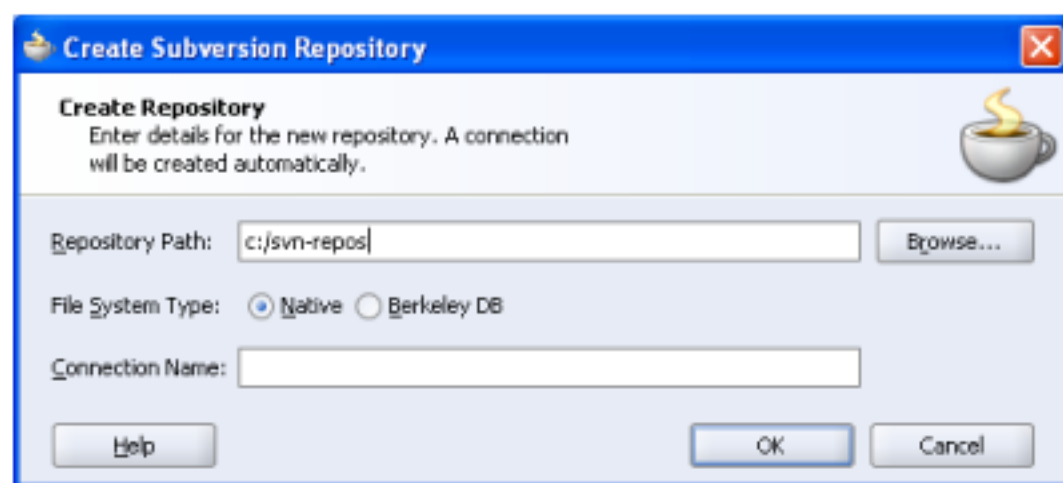 Create Subversion Repository
Create Repository
Enter details for the new repository. A connection
will be created automatically.
Repository Path: c:/svn-repos Browse...
File System Type: Native Berkeley DB
Connection Name:
Help OK Cancel